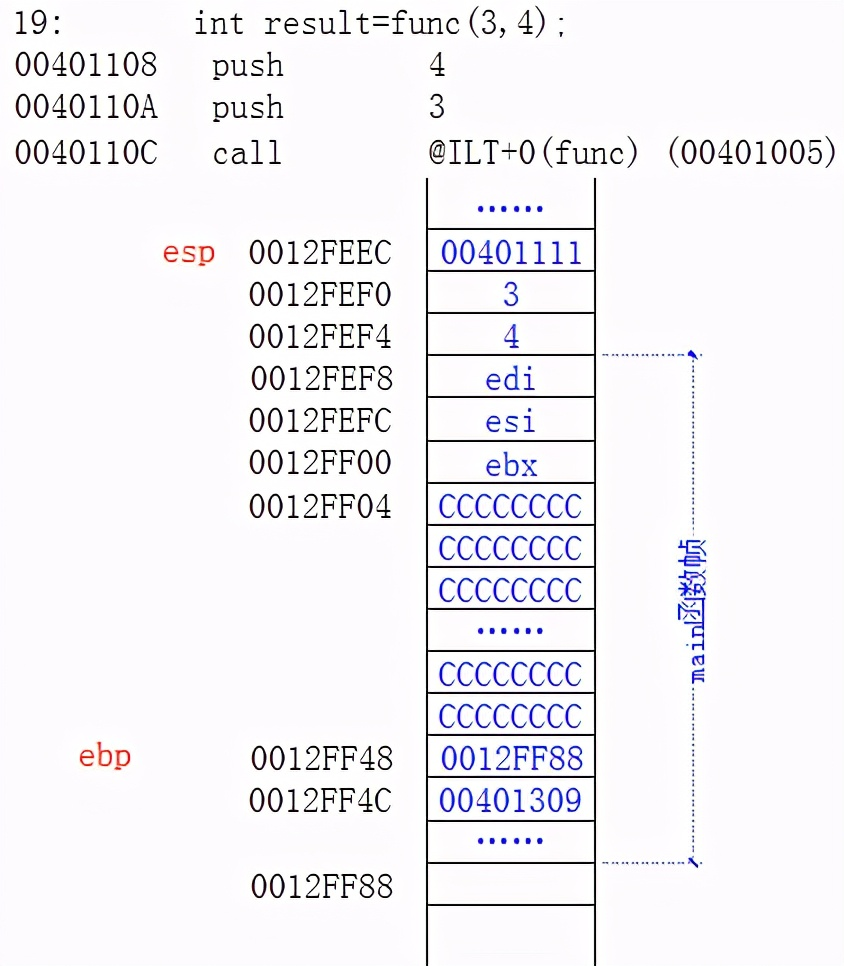 19: int result=func(3,4);
00401108 push 4
0040110A push 3
0040110C call @ILT+0(func) (00401005)
······
esp 0012FEEC 00401111
0012FEF0 3
0012FEF4 4
0012FEF8 edi
0012FEFC esi
0012FF00 ebx
0012FF04 CCCCCCCC
CCCCCCCC
CCCCCCCC
······
CCCCCCCC
CCCCCCCC
ebp 0012FF48 0012FF88
0012FF4C 00401309
······
0012FF88
main函数帧